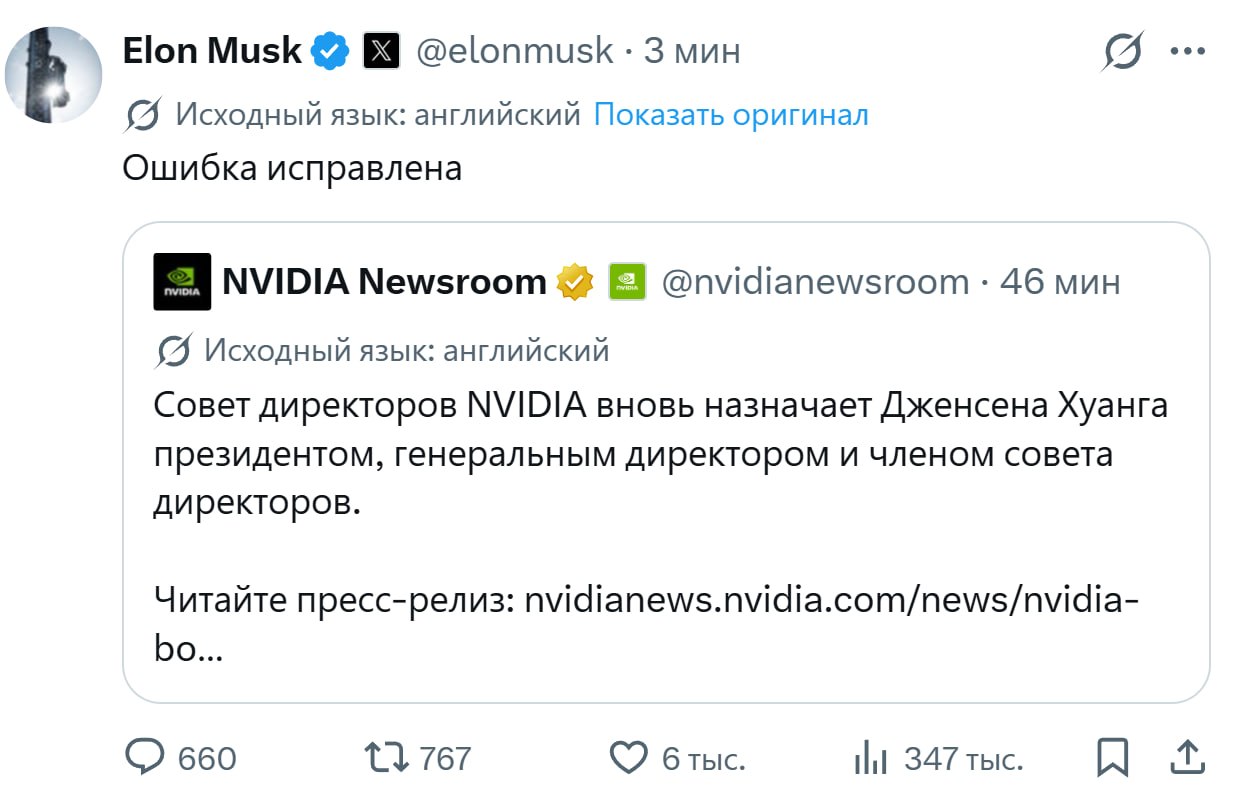 Elon Musk @elonmusk · 3 мин
Исходный язык: английский Показать оригинал
Ошибка исправлена
NVIDIA
NVIDIA Newsroom NVIDIA @nvidianewsroom · 46 мин
Исходный язык: английский
Совет директоров NVIDIA вновь назначает Дженсена Хуанга
президентом, генеральным директором и членом совета
директоров.
Читайте пресс-релиз: nvidianews.nvidia.com/news/nvidia-
bo...
660 767 6 тыс. 347 тыс.